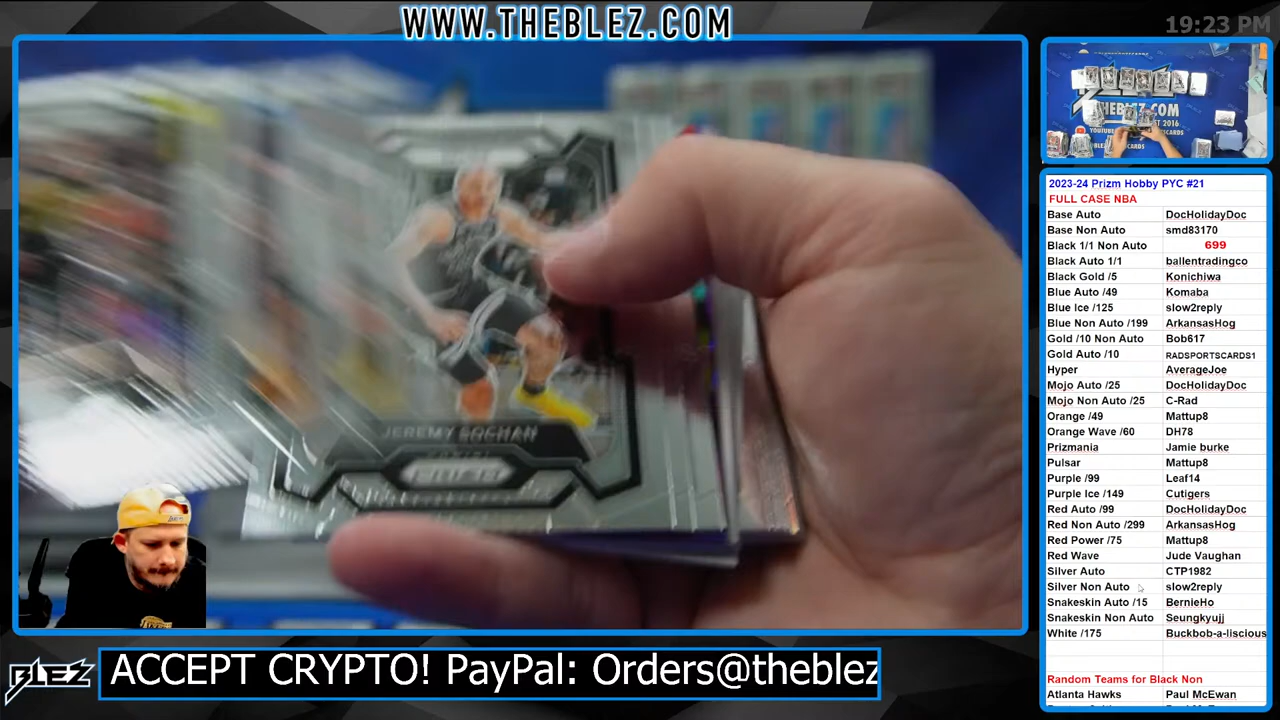 WWW.THEBLEZ.COM
19:23 PM
THEBLEZ.COM
2023-24 Prizm Hobby PYC #21
FULL CASE NBA
Base Auto DocHolidayDoc
Base Non Auto smd83170
Black 1/1 Non Auto 699
Black Auto 1/1 ballentradingco
Black Gold /5 Konichiwa
Blue Auto /49 Komaba
Blue Ice /125 slow2reply
Blue Non Auto /199 ArkansasHog
Gold /10 Non Auto Bob617
Gold Auto /10 RADSPORTSCARDS1
Hyper AverageJoe
Mojo Auto /25 DocHolidayDoc
Mojo Non Auto /25 C-Rad
Orange /49 Mattup8
Orange Wave /60 DH78
Prizmania Jamie burke
Pulsar Mattup8
Purple /99 Leaf14
Purple Ice /149 Cutigers
Red Auto /99 DocHolidayDoc
Red Non Auto /299 ArkansasHog
Red Power /75 Mattup8
Red Wave Jude Vaughan
Silver Auto CTP1982
Silver Non Auto slow2reply
Snakeskin Auto /15 BernieHo
Snakeskin Non Auto Seungkyujj
White /175 Buckbob-a-liscious
Random Teams for Black Non
Atlanta Hawks Paul McEwan
JEREMY SOCHAN
BLEZ
ACCEPT CRYPTO! PayPal: Orders@theblez